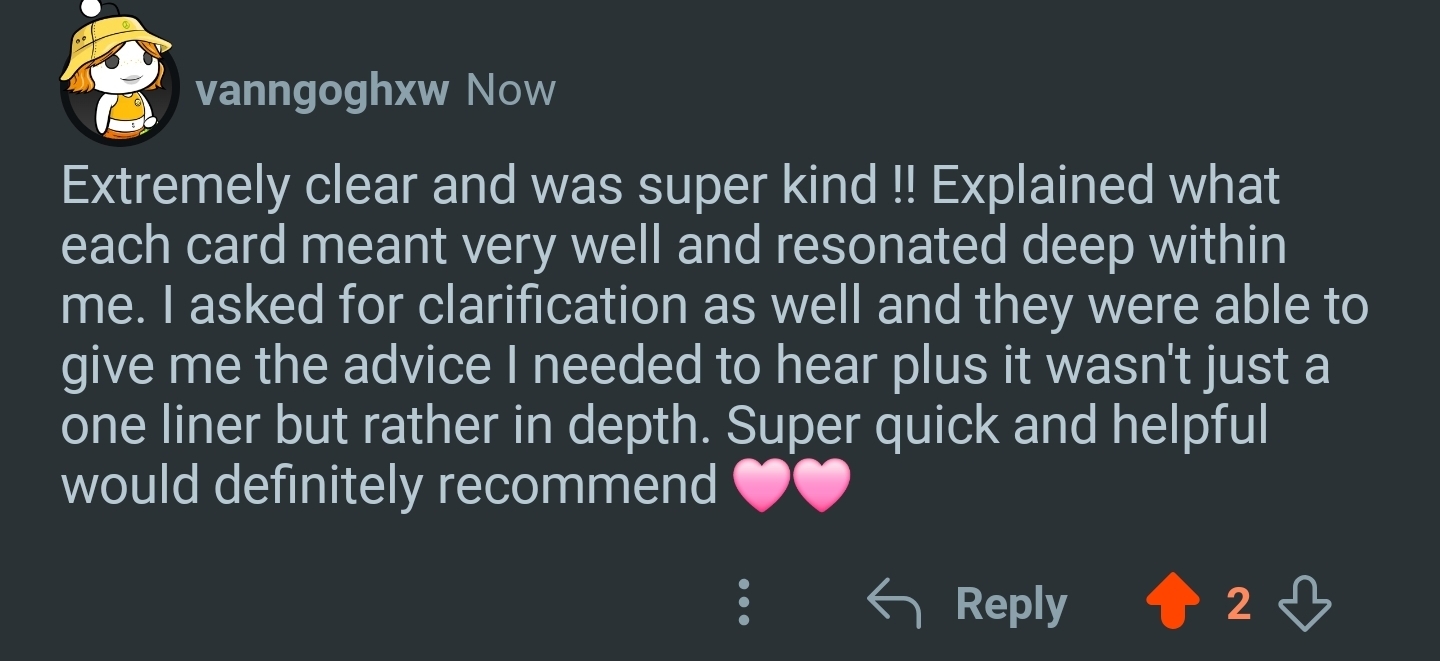 vanngoghxw Now
Extremely clear and was super kind !! Explained what
each card meant very well and resonated deep within
me. I asked for clarification as well and they were able to
give me the advice I needed to hear plus it wasn't just a
one liner but rather in depth. Super quick and helpful
would definitely recommend 🩷🩷
Reply 2